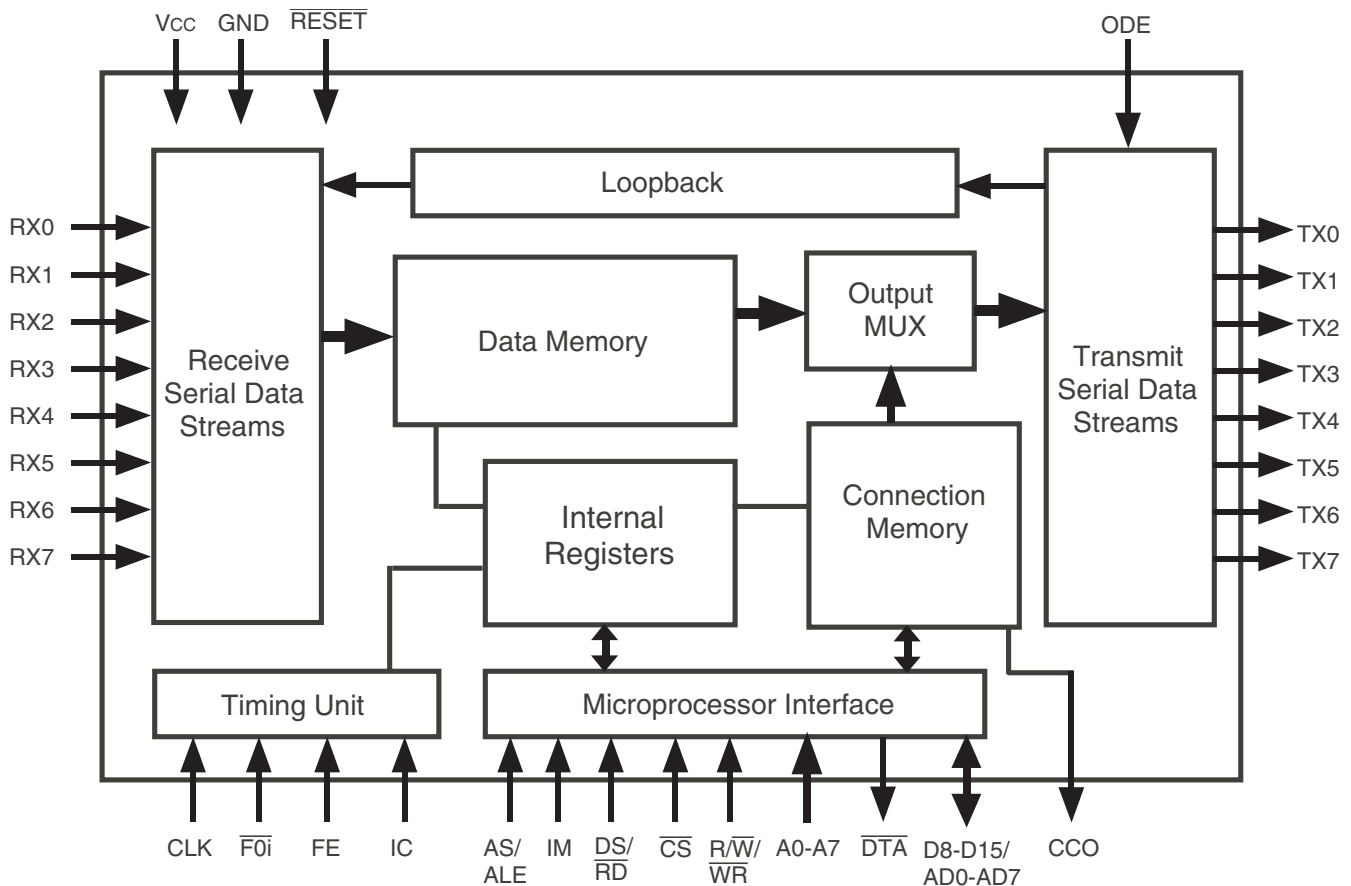 Vcc
GND
RESET
ODE
Loopback
RX0
RX1
RX2
RX3
RX4
RX5
RX6
RX7
Receive
Serial Data
Streams
Data Memory
Output
MUX
Transmit
Serial Data
Streams
TX0
TX1
TX2
TX3
TX4
TX5
TX6
TX7
Internal
Registers
Connection
Memory
Timing Unit
Microprocessor Interface
CLK
F0i
FE
IC
AS/
ALE
IM
DS/
RD
CS
R/W/
WR
A0-A7
DTA
D8-D15/
AD0-AD7
CCO